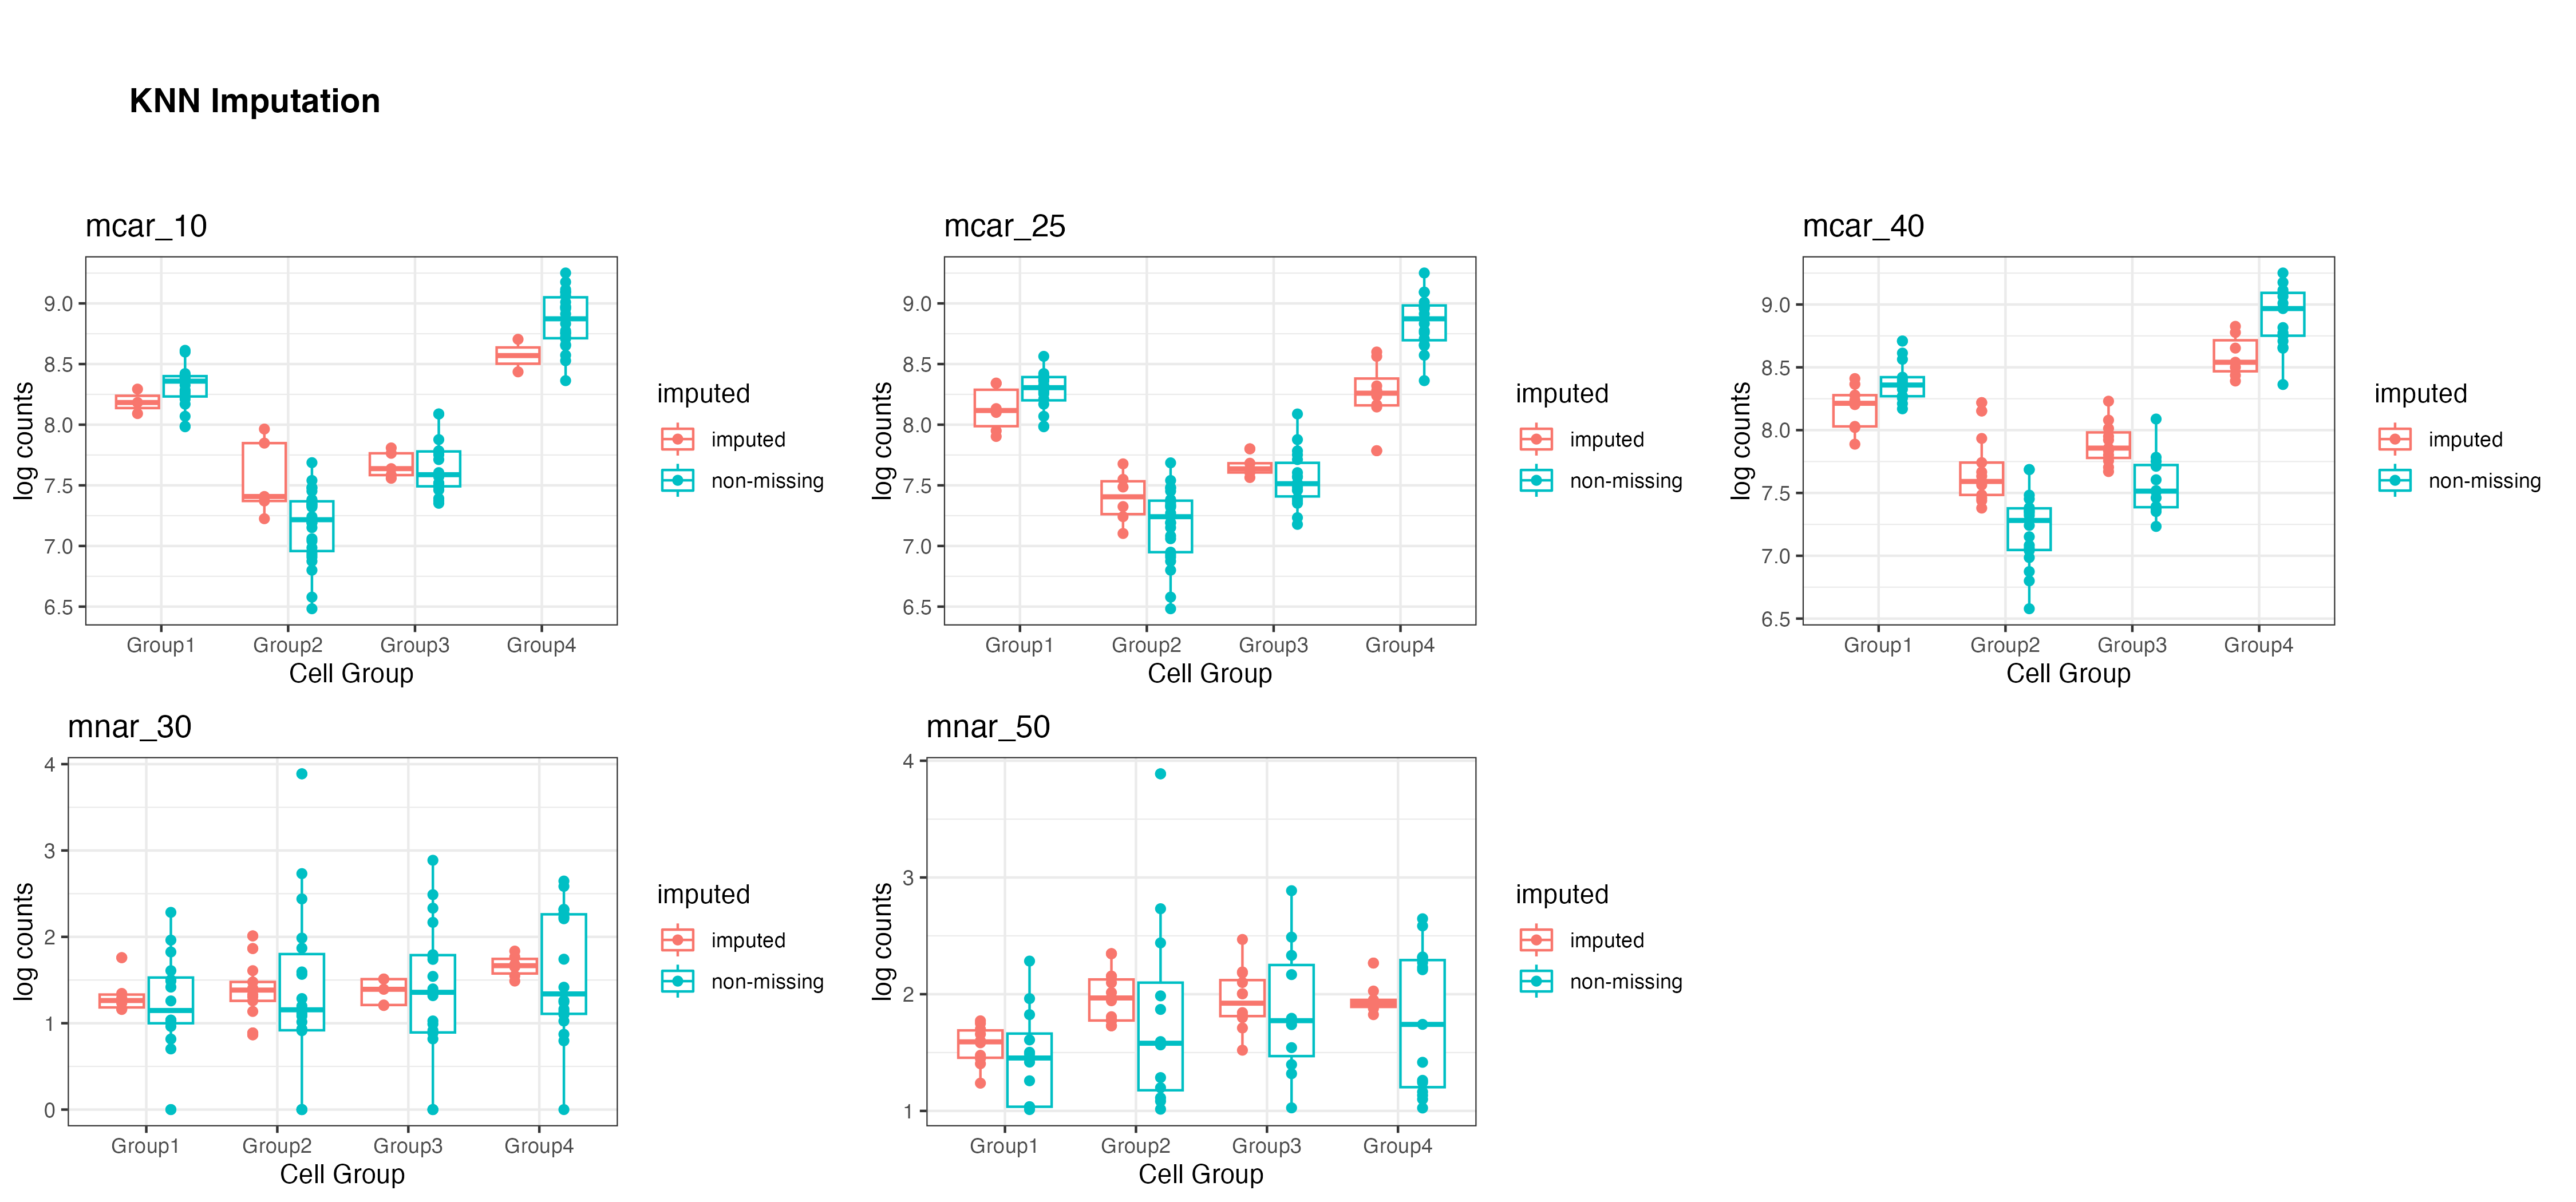 KNN Imputation
mcar_10
log counts
9.0
8.5
8.0
7.5
7.0
6.5
Group1 Group2 Group3 Group4
Cell Group
imputed
imputed
non-missing
mcar_25
log counts
9.0
8.5
8.0
7.5
7.0
6.5
Group1 Group2 Group3 Group4
Cell Group
imputed
imputed
non-missing
mcar_40
log counts
9.0
8.5
8.0
7.5
7.0
6.5
Group1 Group2 Group3 Group4
Cell Group
imputed
imputed
non-missing
mnar_30
log counts
4
3
2
1
0
Group1 Group2 Group3 Group4
Cell Group
imputed
imputed
non-missing
mnar_50
log counts
4
3
2
1
Group1 Group2 Group3 Group4
Cell Group
imputed
imputed
non-missing